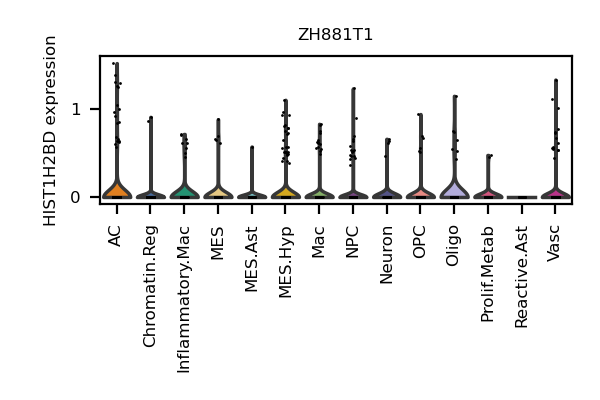 ZH881T1
HIST1H2BD expression
1
0
AC
Chromatin.Reg
Inflammatory.Mac
MES
MES.Ast
MES.Hyp
Mac
NPC
Neuron
OPC
Oligo
Prolif.Metab
Reactive.Ast
Vasc